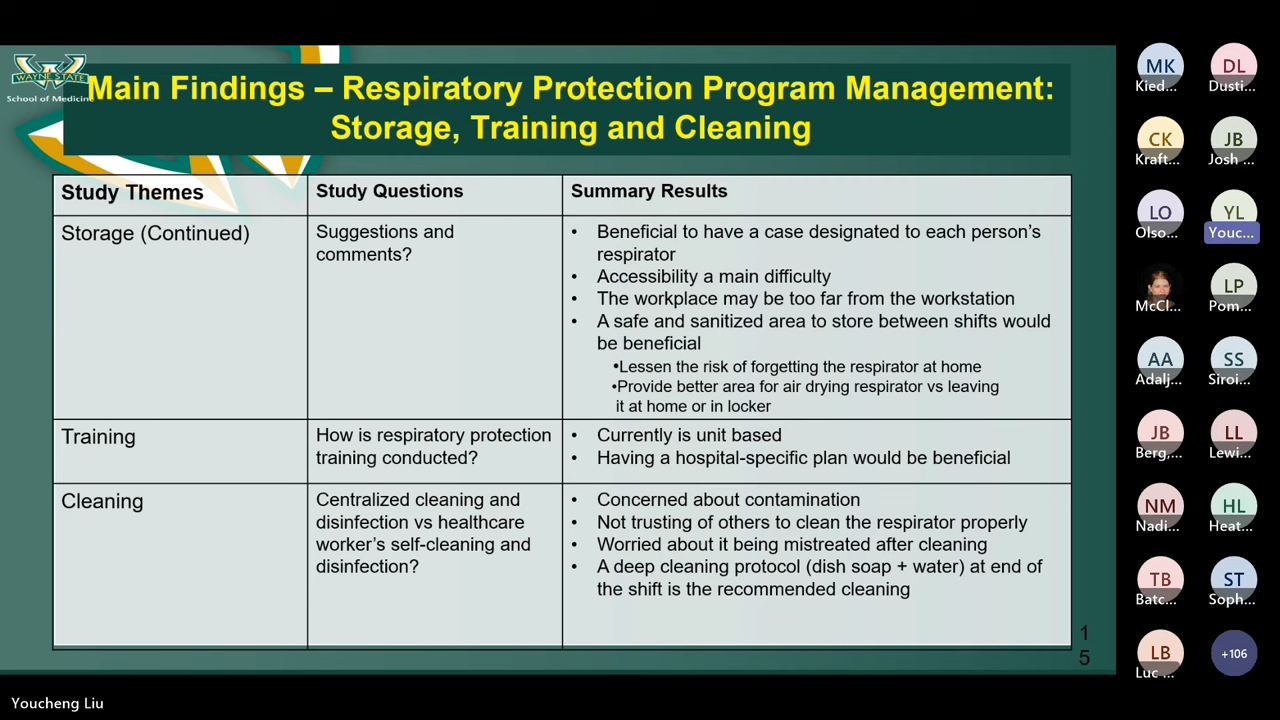 WAYNE STATE
School of Medicine
Main Findings – Respiratory Protection Program Management:
Storage, Training and Cleaning
Study Themes
Study Questions
Summary Results
Storage (Continued)
Suggestions and
comments?
• Beneficial to have a case designated to each person's
respirator
• Accessibility a main difficulty
• The workplace may be too far from the workstation
• A safe and sanitized area to store between shifts would
be beneficial
•Lessen the risk of forgetting the respirator at home
•Provide better area for air drying respirator vs leaving
it at home or in locker
Training
How is respiratory protection
training conducted?
• Currently is unit based
• Having a hospital-specific plan would be beneficial
Cleaning
Centralized cleaning and
disinfection vs healthcare
worker's self-cleaning and
disinfection?
• Concerned about contamination
• Not trusting of others to clean the respirator properly
• Worried about it being mistreated after cleaning
• A deep cleaning protocol (dish soap + water) at end of
the shift is the recommended cleaning
1
5
MK
Kied...
DL
Dusti...
CK
Kraft...
JB
Josh ...
LO
Olso...
YL
Youc...
McCl...
LP
Pom...
AA
Adalj...
SS
Siroi...
JB
Berg,...
LL
Lewi...
NM
Nadi...
HL
Heat...
TB
Batc...
ST
Soph...
LB
Luc ...
+106
Youcheng Liu